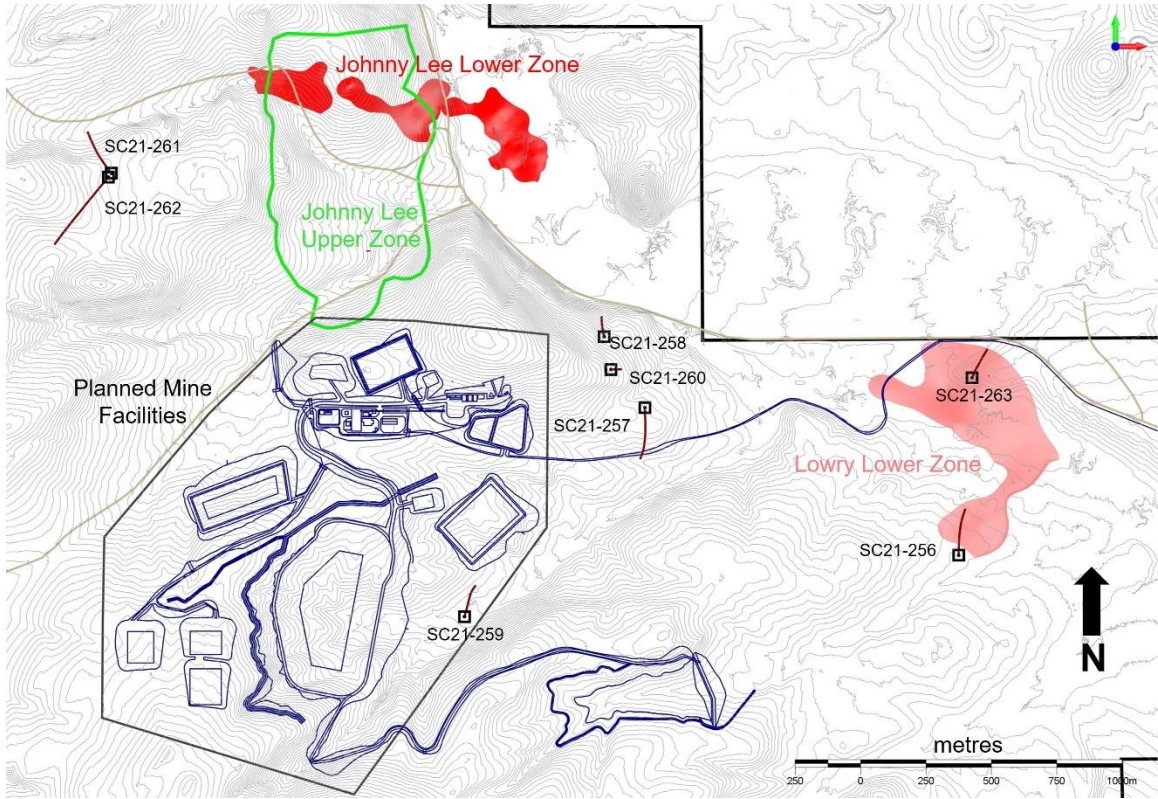 Johnny Lee Lower Zone
SC21-261
SC21-262
Johnny Lee
Upper Zone
SC21-258
SC21-260
SC21-257
SC21-263
Planned Mine
Facilities
Lowry Lower Zone
SC21-256
SC21-259
N
metres
250 0 250 500 750 1000m